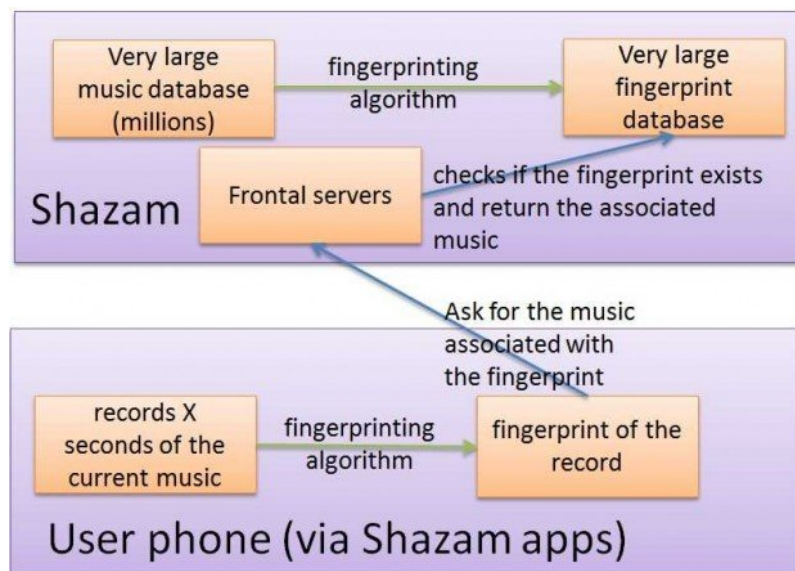 Very large
music database
(millions)
fingerprinting
algorithm
Very large
fingerprint
database
Shazam
Frontal servers
checks if the fingerprint exists
and return the associated
music
Ask for the music
associated with
the fingerprint
records X
seconds of the
current music
fingerprinting
algorithm
fingerprint of the
record
User phone (via Shazam apps)